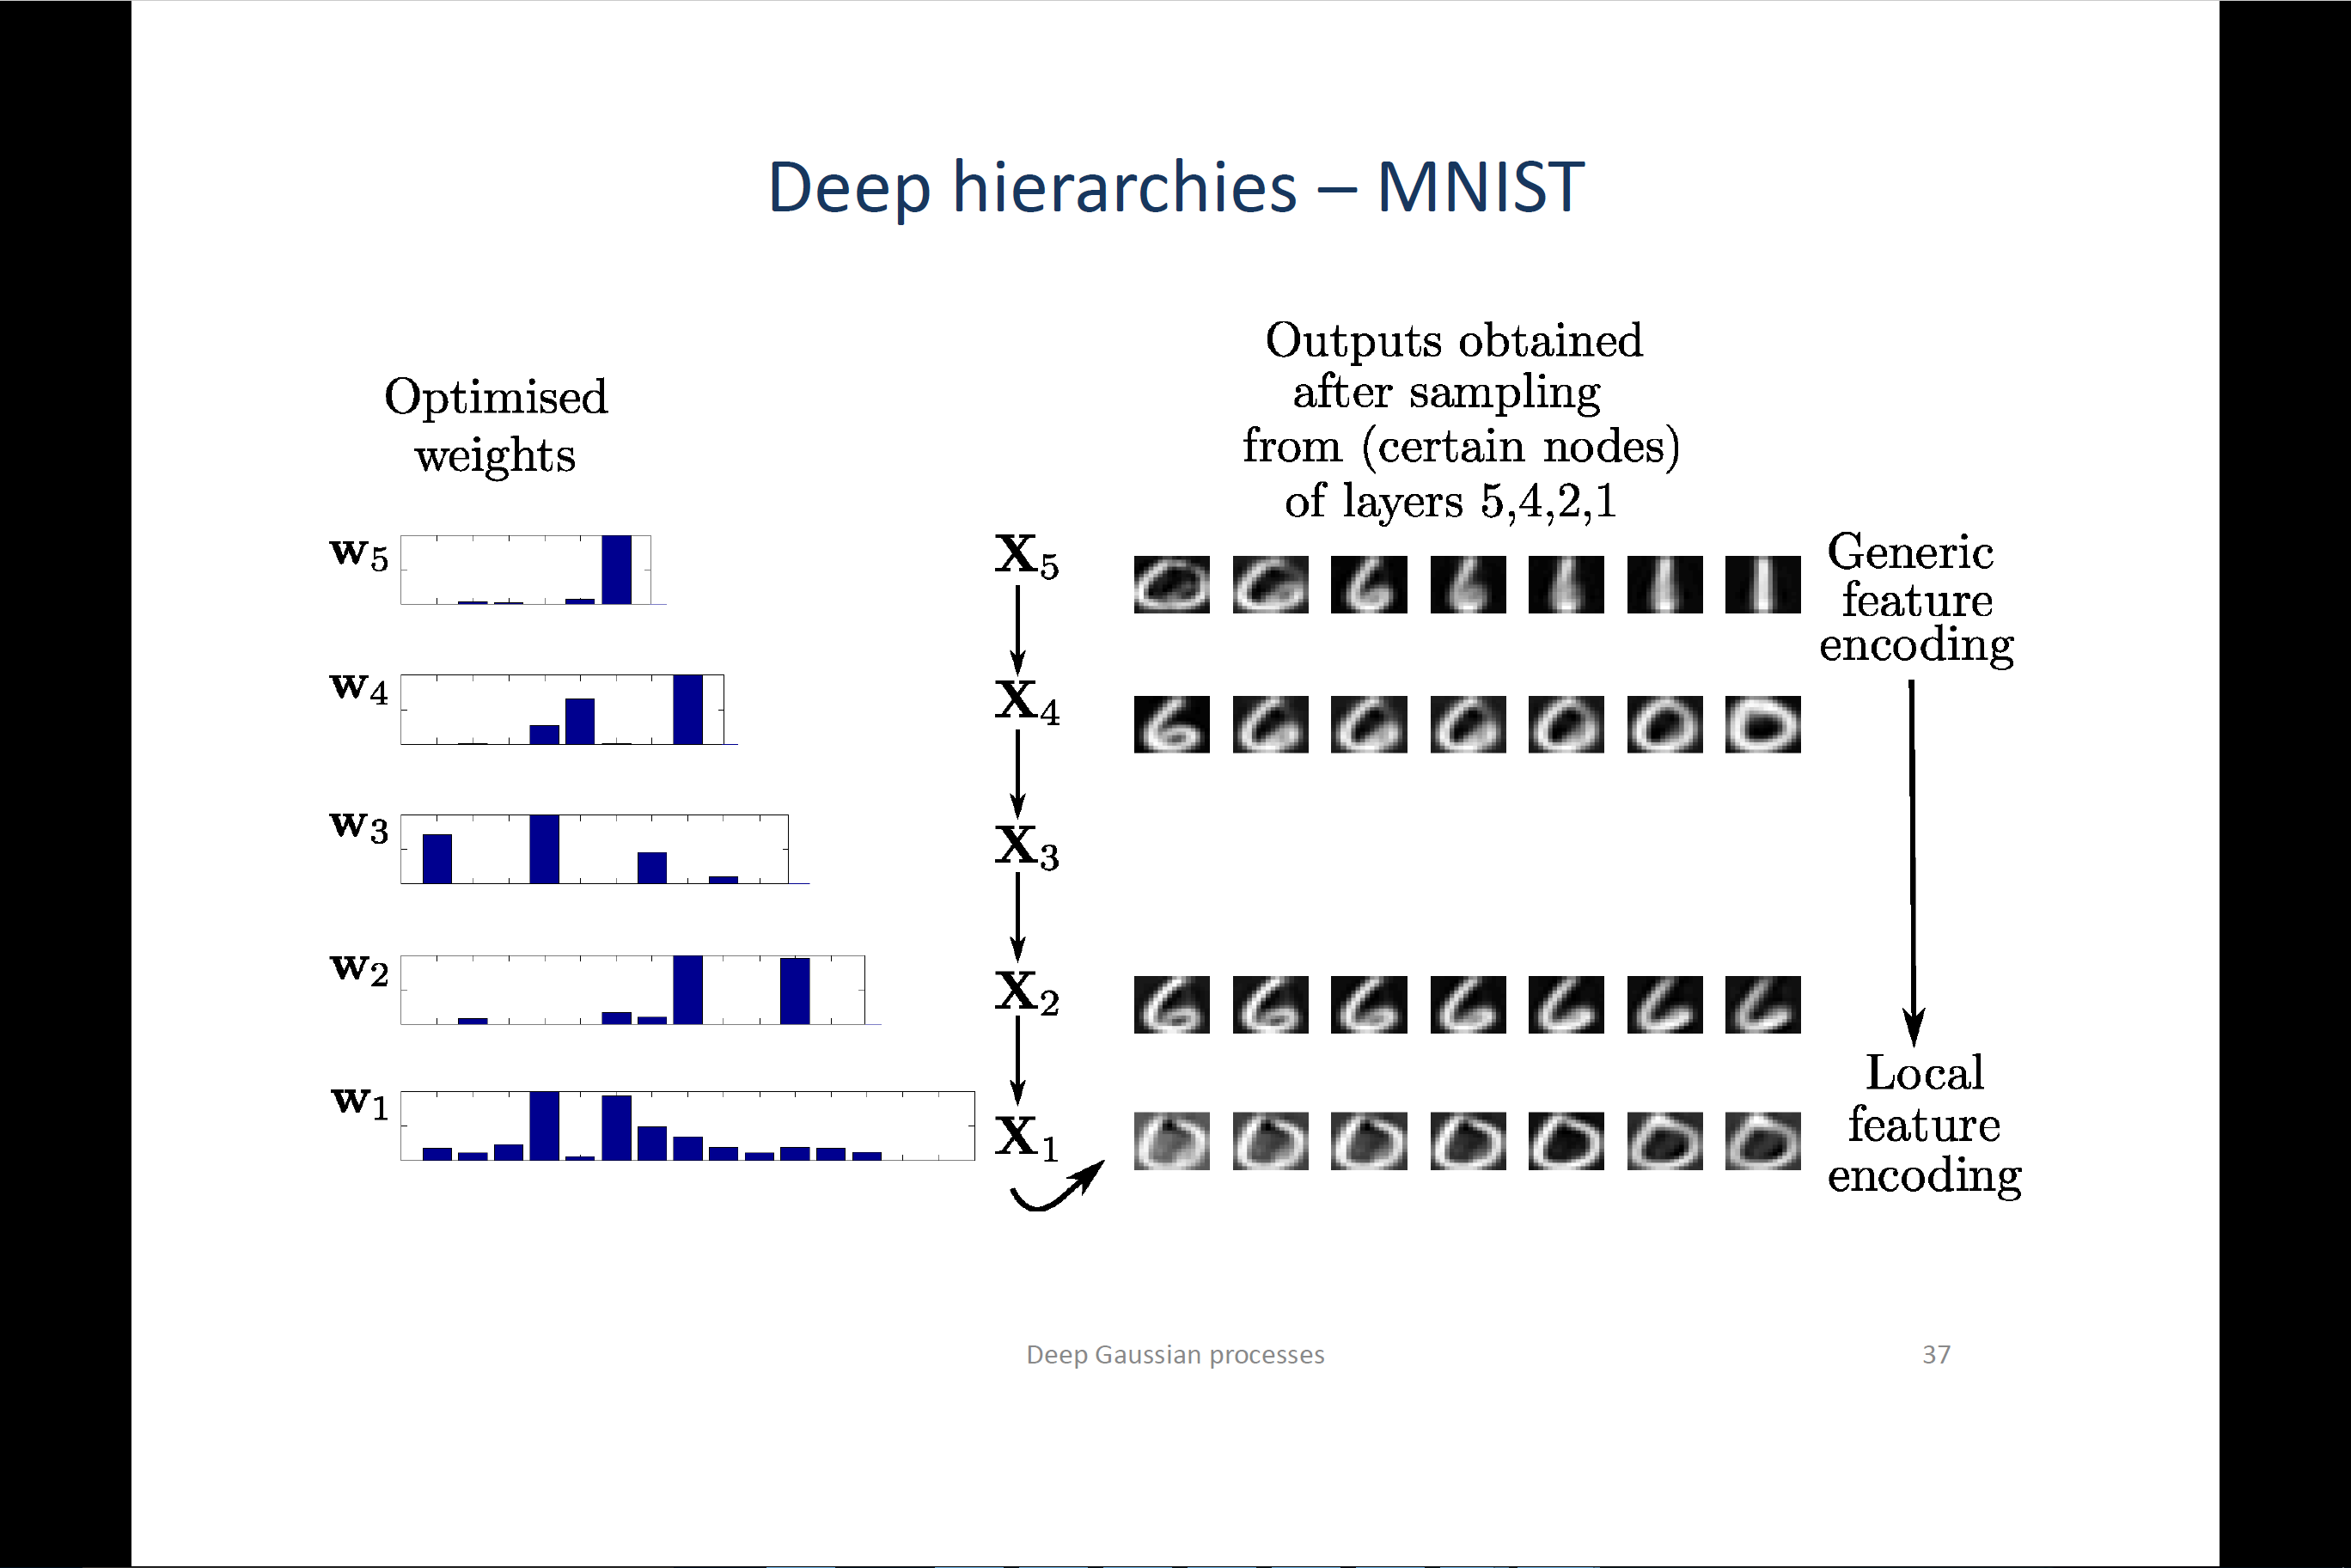 Deep hierarchies – MNIST
Optimised
weights
Outputs obtained
after sampling
from (certain nodes)
of layers 5,4,2,1
w₅
w₄
w₃
w₂
w₁
X₅
X₄
X₃
X₂
X₁
Generic
feature
encoding
Local
feature
encoding
Deep Gaussian processes
37